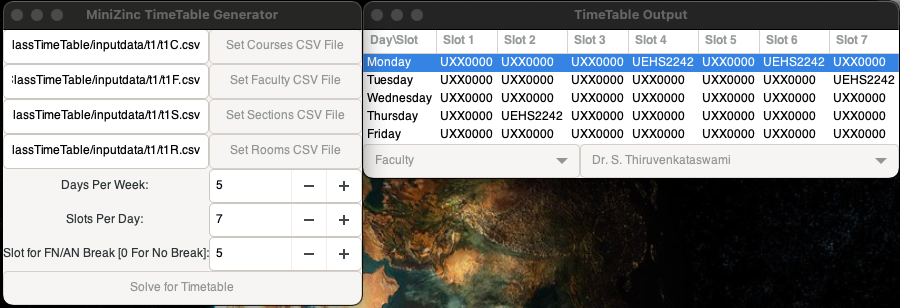 MiniZinc TimeTable Generator
lassTimeTable/inputdata/t1/t1C.csv Set Courses CSV File
lassTimeTable/inputdata/t1/t1F.csv Set Faculty CSV File
lassTimeTable/inputdata/t1/t1S.csv Set Sections CSV File
lassTimeTable/inputdata/t1/t1R.csv Set Rooms CSV File
Days Per Week: 5 − +
Slots Per Day: 7 − +
Slot for FN/AN Break [0 For No Break]: 5 − +
Solve for Timetable
TimeTable Output
Day\Slot Slot 1 Slot 2 Slot 3 Slot 4 Slot 5 Slot 6 Slot 7
Monday UXX0000 UXX0000 UXX0000 UEHS2242 UXX0000 UEHS2242 UXX0000
Tuesday UXX0000 UXX0000 UXX0000 UXX0000 UXX0000 UXX0000 UEHS2242
Wednesday UXX0000 UXX0000 UXX0000 UXX0000 UXX0000 UXX0000 UXX0000
Thursday UXX0000 UEHS2242 UXX0000 UXX0000 UXX0000 UXX0000 UXX0000
Friday UXX0000 UXX0000 UXX0000 UXX0000 UXX0000 UXX0000 UXX0000
Faculty Dr. S. Thiruvenkataswami